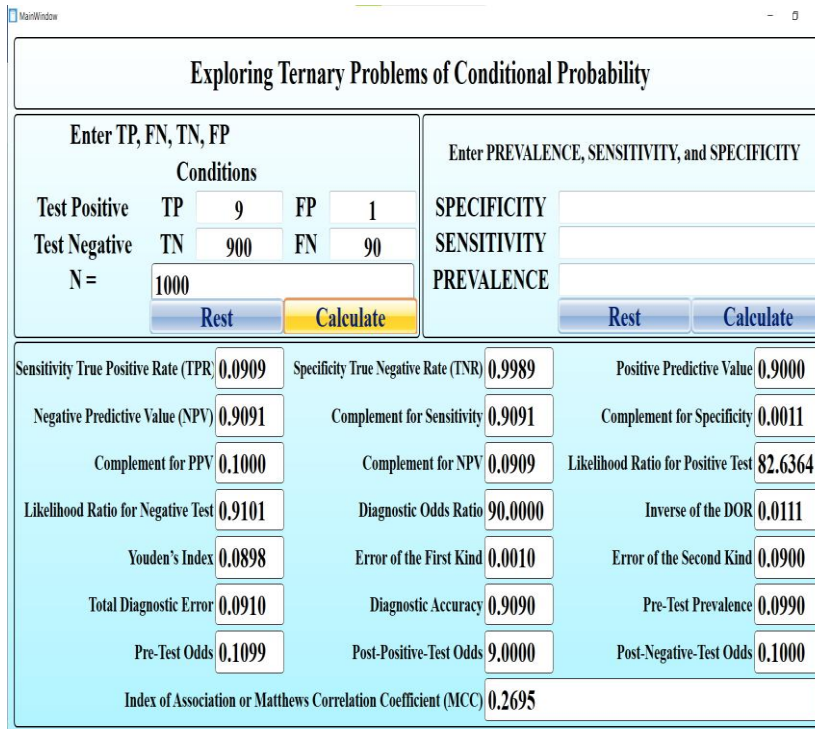 MainWindow
Exploring Ternary Problems of Conditional Probability
Enter TP, FN, TN, FP
Conditions
Test Positive TP 9 FP 1
Test Negative TN 900 FN 90
N = 1000
Rest Calculate
Enter PREVALENCE, SENSITIVITY, and SPECIFICITY
SPECIFICITY
SENSITIVITY
PREVALENCE
Rest Calculate
Sensitivity True Positive Rate (TPR) 0.0909 Specificity True Negative Rate (TNR) 0.9989 Positive Predictive Value 0.9000
Negative Predictive Value (NPV) 0.9091 Complement for Sensitivity 0.9091 Complement for Specificity 0.0011
Complement for PPV 0.1000 Complement for NPV 0.0909 Likelihood Ratio for Positive Test 82.6364
Likelihood Ratio for Negative Test 0.9101 Diagnostic Odds Ratio 90.0000 Inverse of the DOR 0.0111
Youden's Index 0.0898 Error of the First Kind 0.0010 Error of the Second Kind 0.0900
Total Diagnostic Error 0.0910 Diagnostic Accuracy 0.9090 Pre-Test Prevalence 0.0990
Pre-Test Odds 0.1099 Post-Positive-Test Odds 9.0000 Post-Negative-Test Odds 0.1000
Index of Association or Matthews Correlation Coefficient (MCC) 0.2695